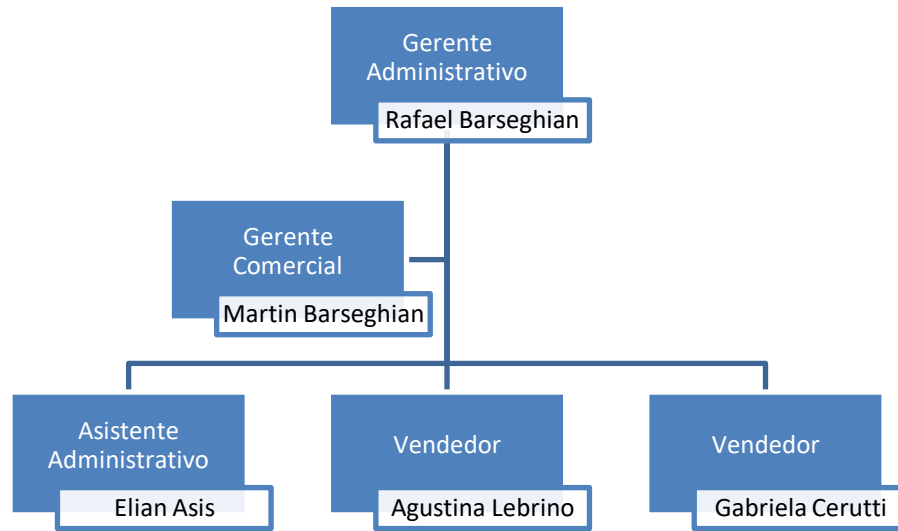 Gerente
Administrativo
Rafael Barseghian
Gerente
Comercial
Martin Barseghian
Asistente
Administrativo
Elian Asis
Vendedor
Agustina Lebrino
Vendedor
Gabriela Cerutti